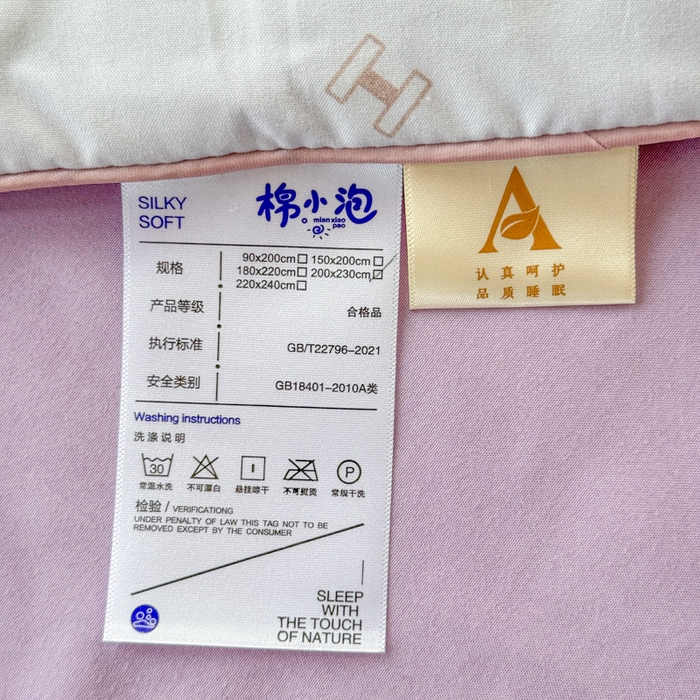 H
SILKY
SOFT
棉小泡
mianxiao
pao
规格
90x200cm□ 150x200cm□
180x220cm□ 200x230cm☑
220x240cm□
产品等级
合格品
执行标准
GB/T22796-2021
安全类别
GB18401-2010A类
Washing instructions
洗涤说明
30
P
常温水洗 不可漂白 悬挂晾干 不可熨烫 常规干洗
检验 / VERIFICATIONG
UNDER PENALTY OF LAW THIS TAG NOT TO BE
REMOVED EXCEPT BY THE CONSUMER
SLEEP
WITH
THE TOUCH
OF NATURE
A
认真呵护
品质睡眠